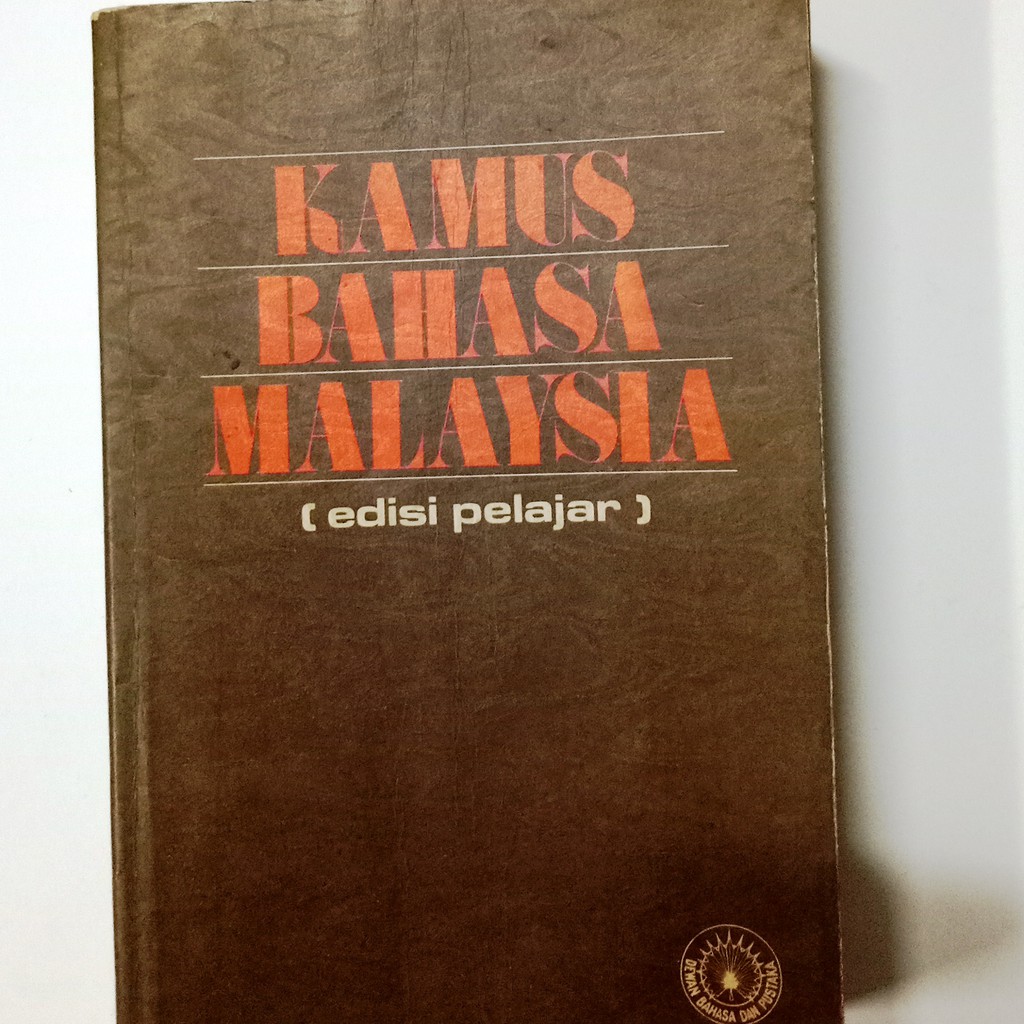 KAMUS
BAHASA
MALAYSIA
( edisi pelajar )
DEWAN BAHASA DAN PUSTAKA